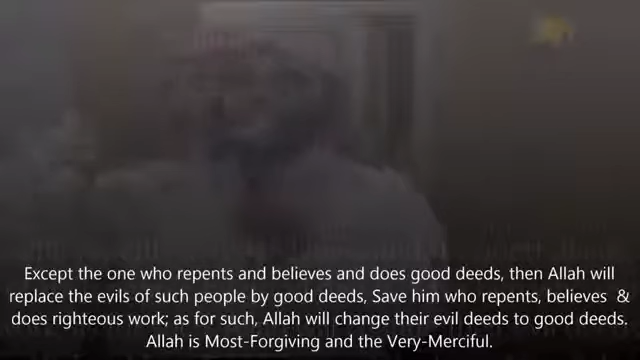 Except the one who repents and believes and does good deeds, then Allah will
replace the evils of such people by good deeds, Save him who repents, believes &
does righteous work; as for such, Allah will change their evil deeds to good deeds.
Allah is Most-Forgiving and the Very-Merciful.